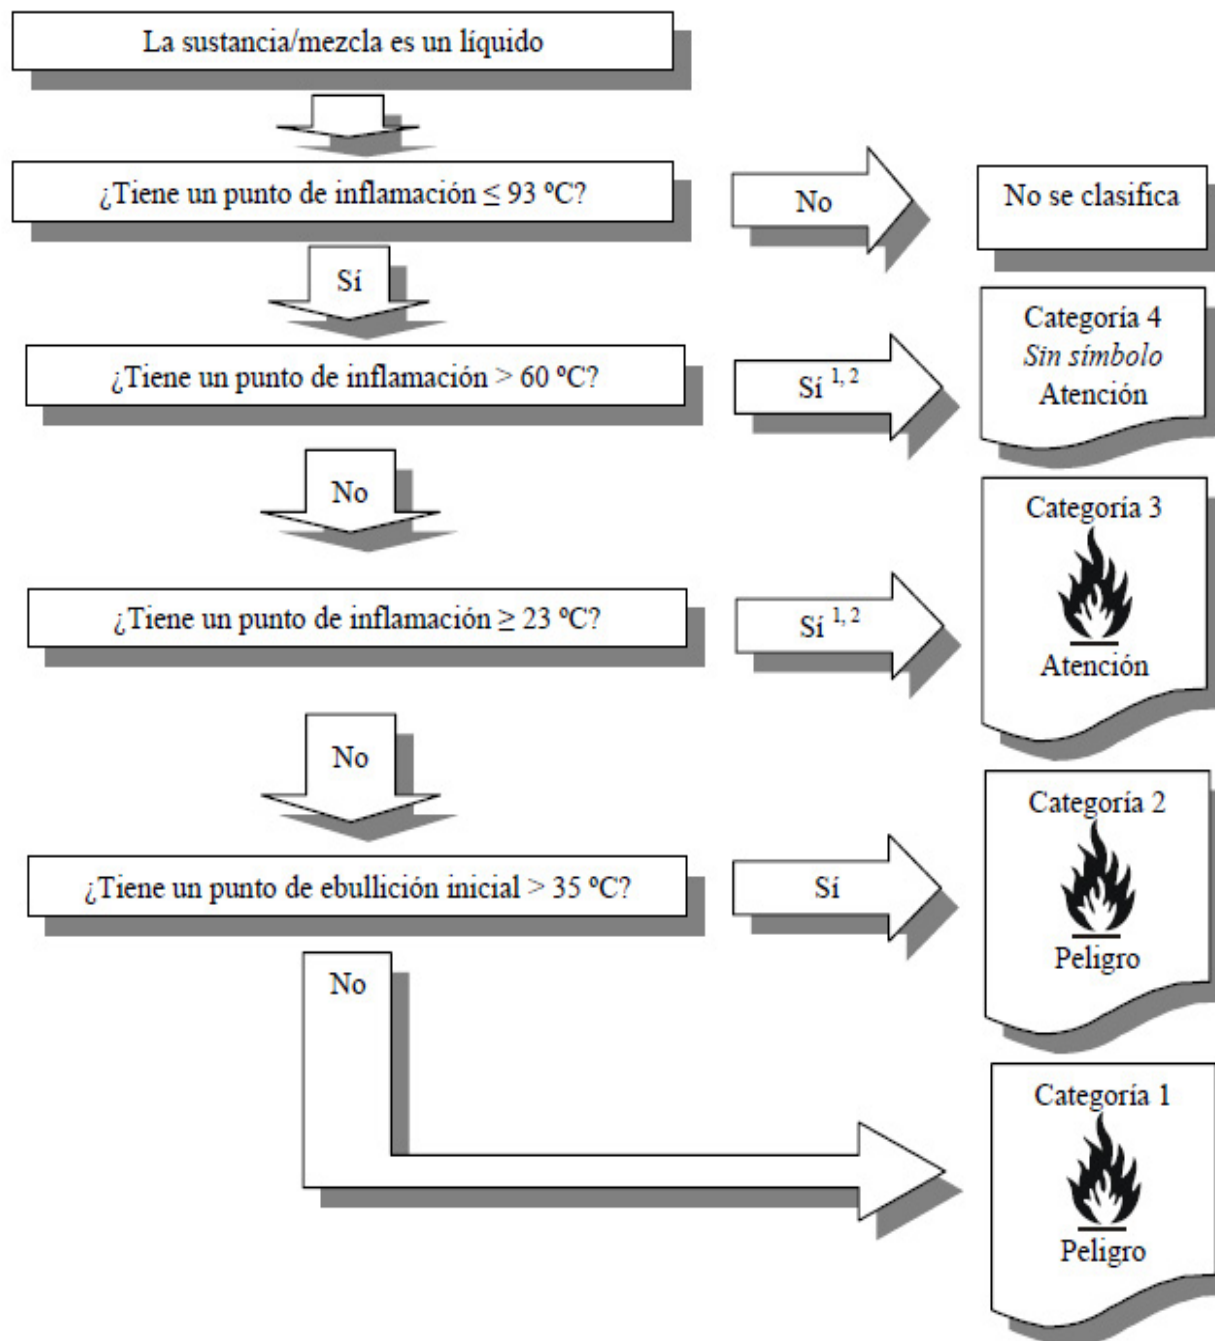 La sustancia/mezcla es un líquido
¿Tiene un punto de inflamación ≤ 93 ºC?
No
No se clasifica
Sí
¿Tiene un punto de inflamación > 60 ºC?
Sí 1, 2
Categoría 4
Sin símbolo
Atención
No
¿Tiene un punto de inflamación ≥ 23 ºC?
Sí 1, 2
Categoría 3
Atención
No
¿Tiene un punto de ebullición inicial > 35 ºC?
Sí
Categoría 2
Peligro
No
Categoría 1
Peligro